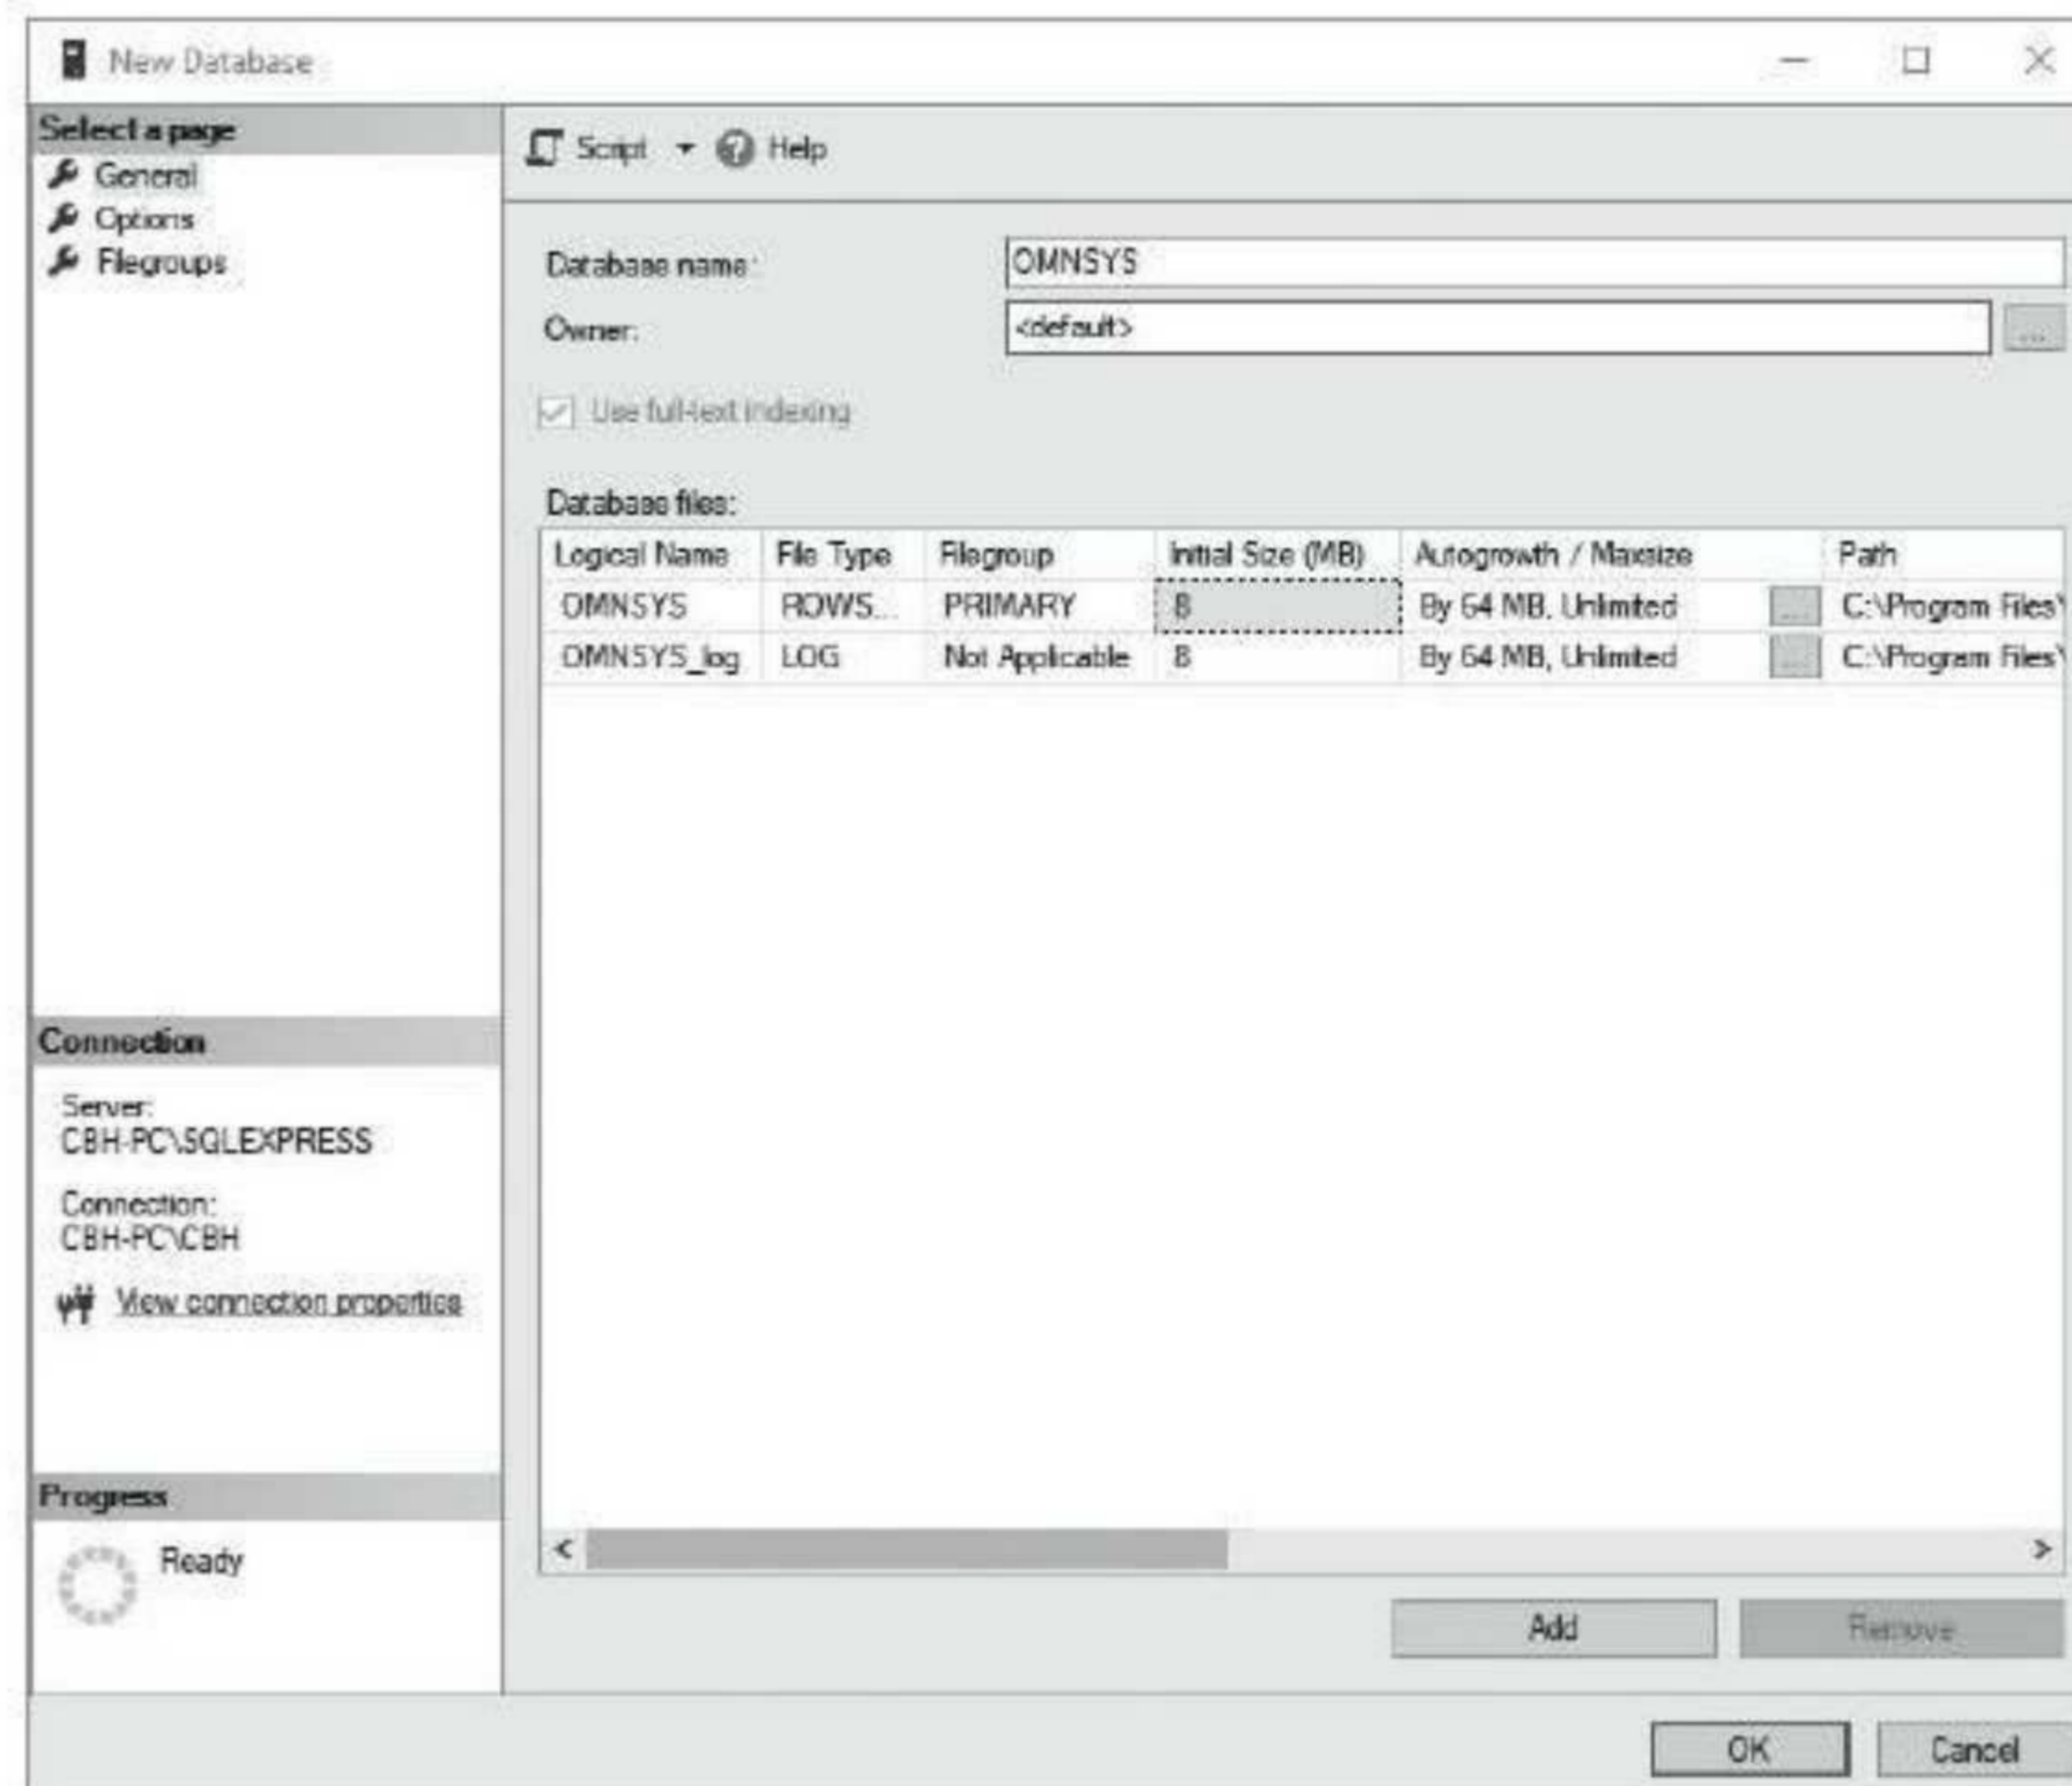 New Database
Select a page
General
Options
Filegroups
Script
Help
Database name:
OMNSYS
Owner:
<default>
...
Use full-text indexing
Database files:
Logical Name File Type Filegroup Initial Size (MB) Autogrowth / Maxsize Path
OMNSYS ROWS... PRIMARY 8 By 64 MB, Unlimited ... C:\Program Files\
OMNSYS_log LOG Not Applicable 8 By 64 MB, Unlimited ... C:\Program Files\
Connection
Server:
CBH-PC\SQLEXPRESS
Connection:
CBH-PC\CBH
View connection properties
Progress
Ready
Add
Remove
OK
Cancel